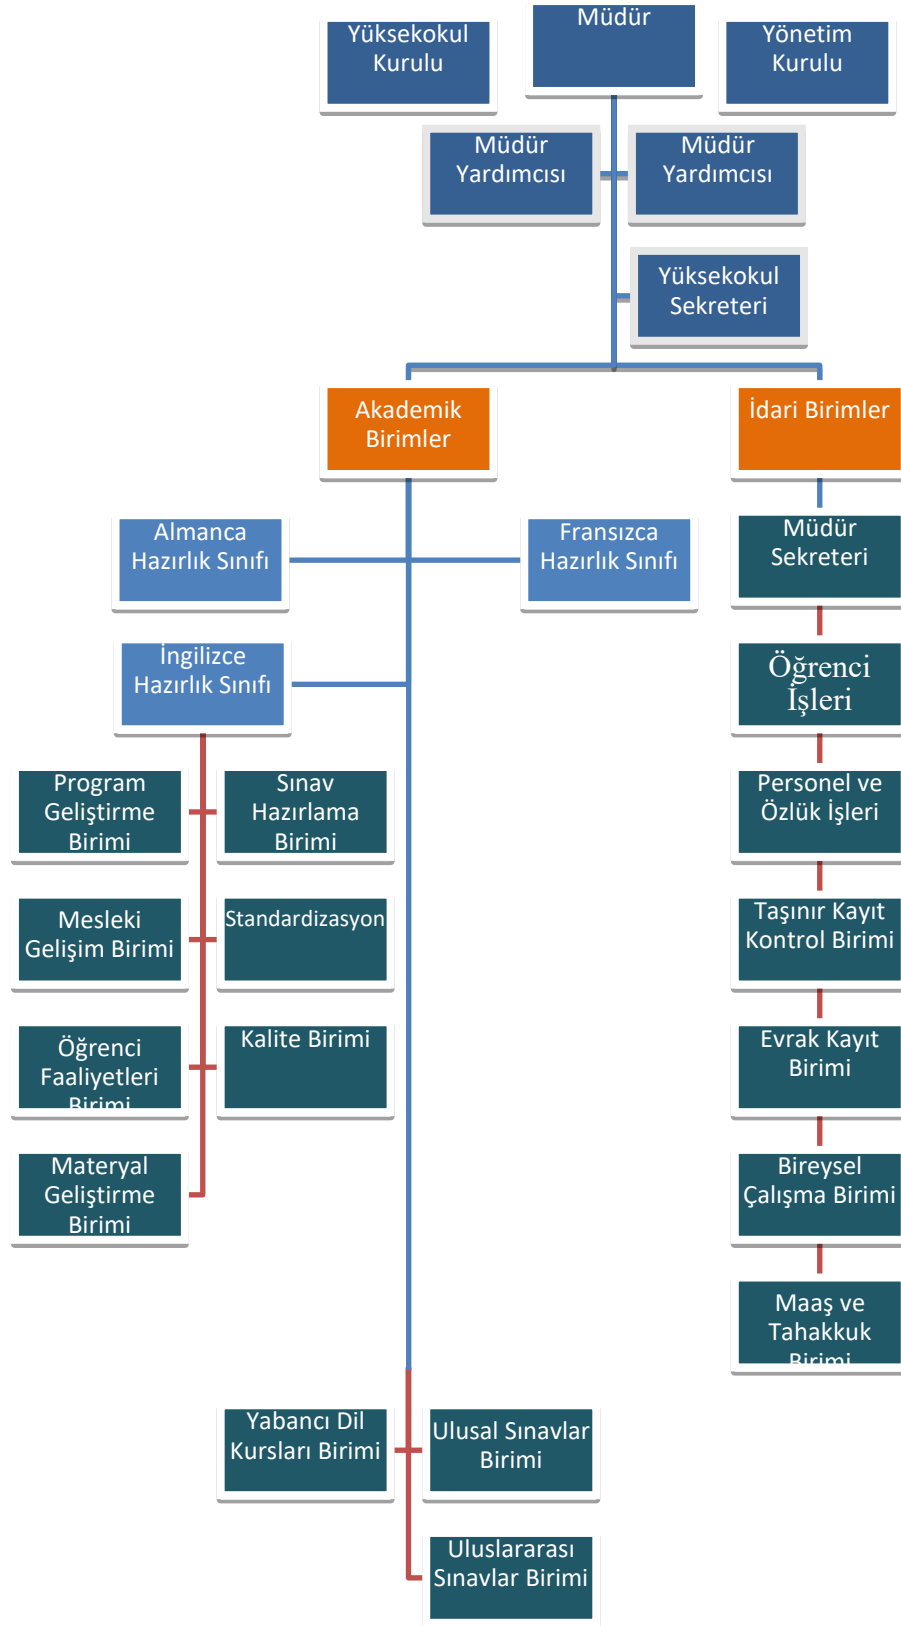 Yüksekokul
Kurulu
Müdür
Yönetim
Kurulu
Müdür
Yardımcısı
Müdür
Yardımcısı
Yüksekokul
Sekreteri
Akademik
Birimler
İdari Birimler
Almanca
Hazırlık Sınıfı
Fransızca
Hazırlık Sınıfı
Müdür
Sekreteri
İngilizce
Hazırlık Sınıfı
Öğrenci
İşleri
Program
Geliştirme
Birimi
Sınav
Hazırlama
Birimi
Personel ve
Özlük İşleri
Mesleki
Gelişim Birimi
Standardizasyon
Taşınır Kayıt
Kontrol Birimi
Öğrenci
Faaliyetleri
Birimi
Kalite Birimi
Evrak Kayıt
Birimi
Materyal
Geliştirme
Birimi
Bireysel
Çalışma Birimi
Maaş ve
Tahakkuk
Birimi
Yabancı Dil
Kursları Birimi
Ulusal Sınavlar
Birimi
Uluslararası
Sınavlar Birimi